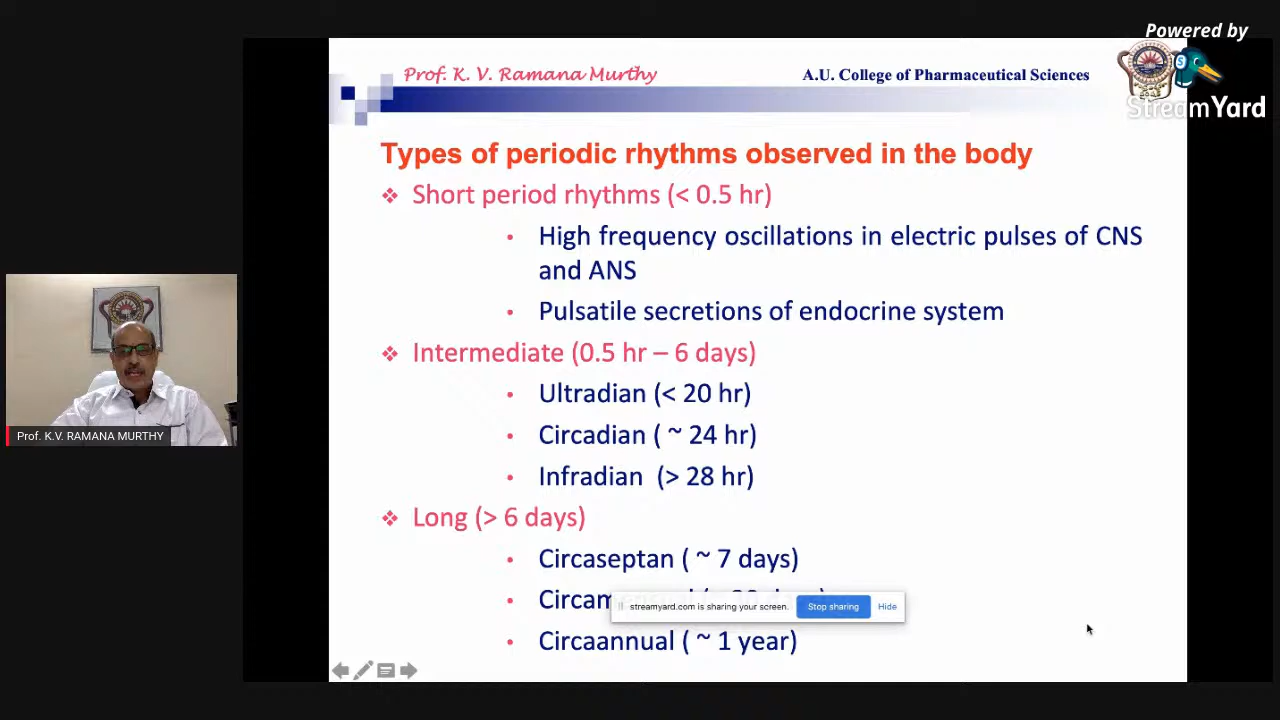 Powered by
StreamYard
Prof. K. V. Ramana Murthy
A.U. College of Pharmaceutical Sciences
Types of periodic rhythms observed in the body
Short period rhythms (< 0.5 hr)
High frequency oscillations in electric pulses of CNS
and ANS
Pulsatile secretions of endocrine system
Intermediate (0.5 hr – 6 days)
Ultradian (< 20 hr)
Circadian ( ~ 24 hr)
Infradian (> 28 hr)
Long (> 6 days)
Circaseptan ( ~ 7 days)
streamyard.com is sharing your screen.
Stop sharing
Hide
Circaannual ( ~ 1 year)
Prof. K.V. RAMANA MURTHY